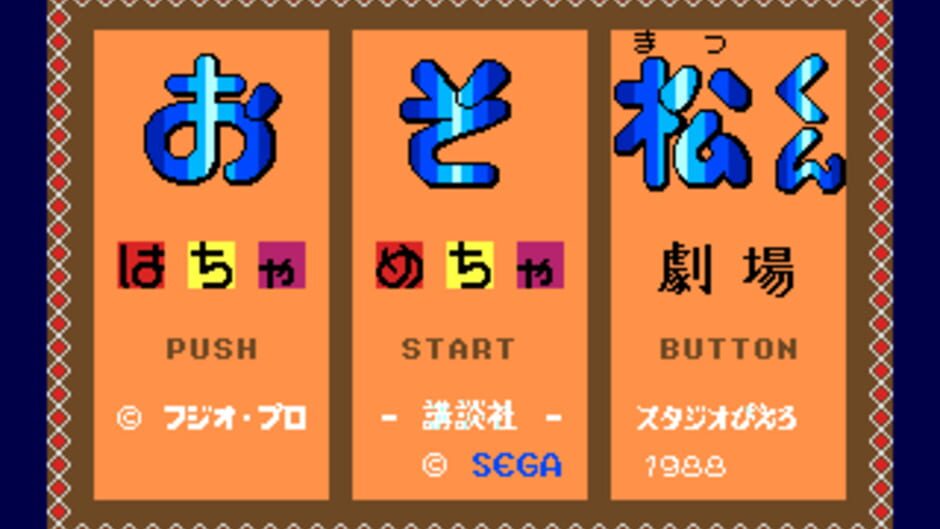 まつ
おそ松くん
はちゃ めちゃ 劇場
PUSH START BUTTON
© フジオ・プロ - 講談社 - スタジオぴえろ
© SEGA 1988